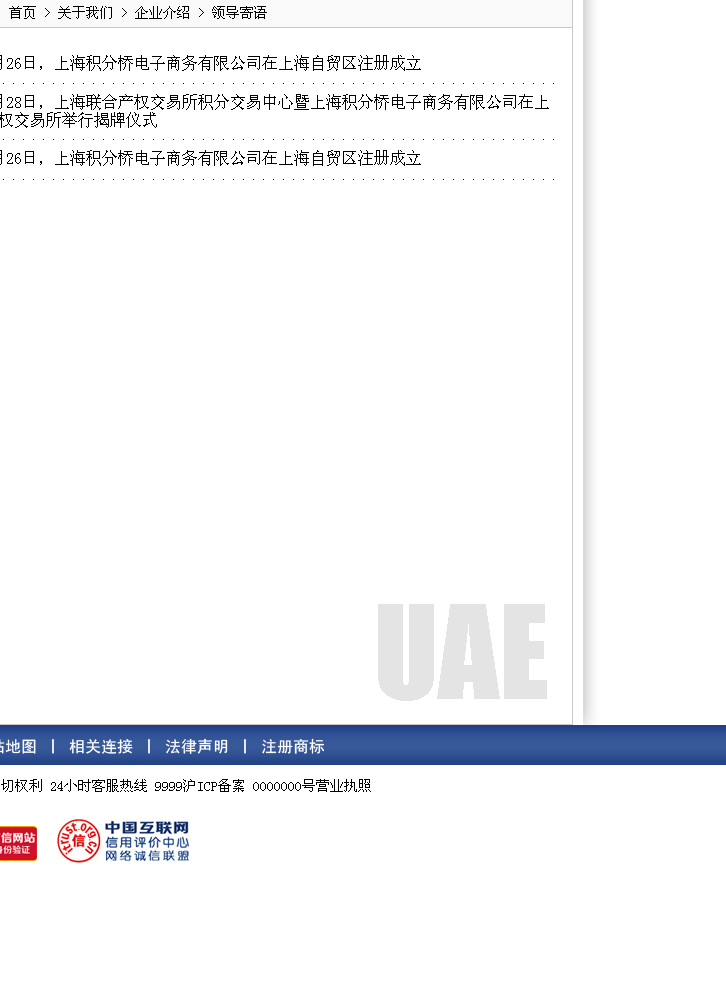 首页 > 关于我们 > 企业介绍 > 领导寄语
月26日，上海积分桥电子商务有限公司在上海自贸区注册成立
月28日，上海联合产权交易所积分交易中心暨上海积分桥电子商务有限公司在上
权交易所举行揭牌仪式
月26日，上海积分桥电子商务有限公司在上海自贸区注册成立
UAE
站地图 | 相关连接 | 法律声明 | 注册商标
切权利 24小时客服热线 9999沪ICP备案 0000000号营业执照
信网站
身份验证
itrust.org.cn
信
中国互联网
信用评价中心
网络诚信联盟